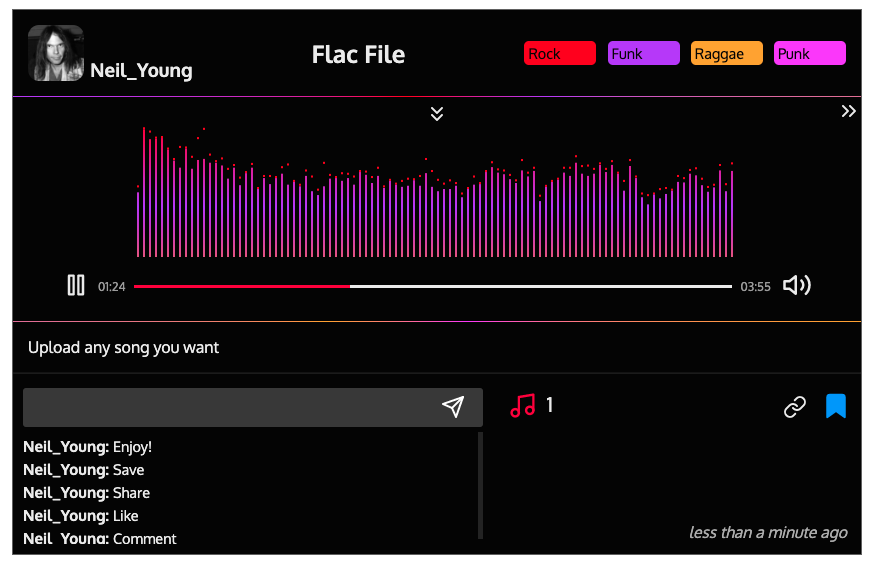 Neil_Young
Flac File
Rock
Funk
Raggae
Punk
01:24
03:55
Upload any song you want
1
Neil_Young: Enjoy!
Neil_Young: Save
Neil_Young: Share
Neil_Young: Like
Neil_Young: Comment
less than a minute ago